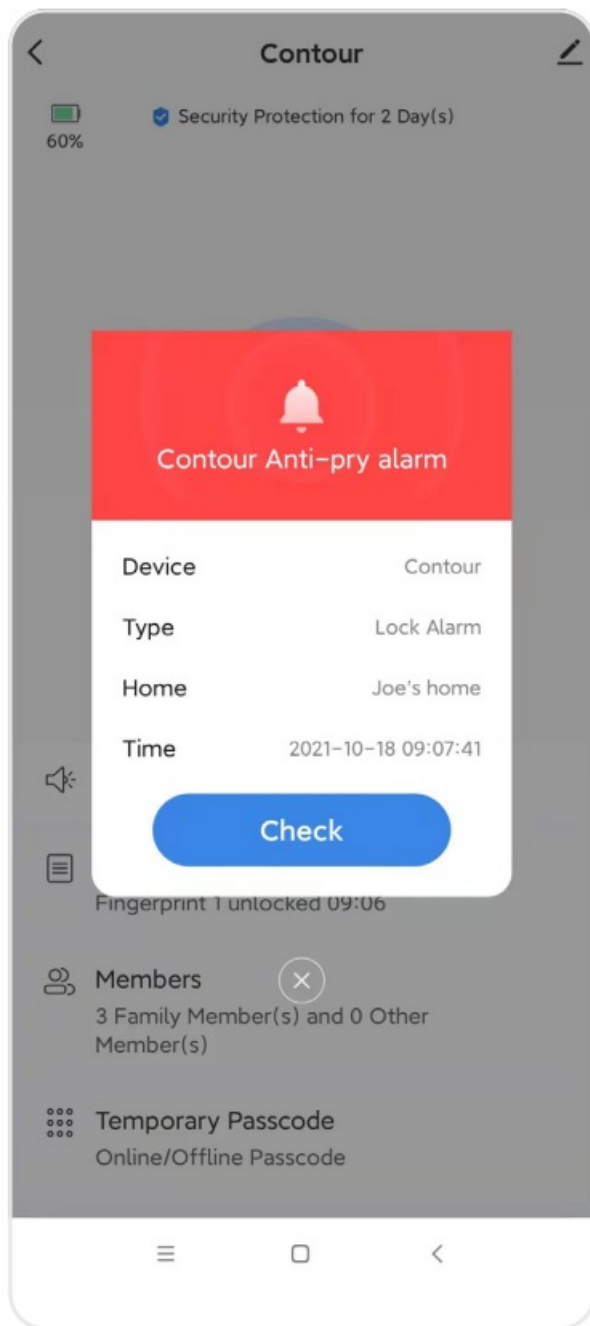 Contour
60%
Security Protection for 2 Day(s)
Contour Anti-pry alarm
Device Contour
Type Lock Alarm
Home Joe's home
Time 2021-10-18 09:07:41
Check
Fingerprint 1 unlocked 09:06
Members
3 Family Member(s) and 0 Other
Member(s)
Temporary Passcode
Online/Offline Passcode